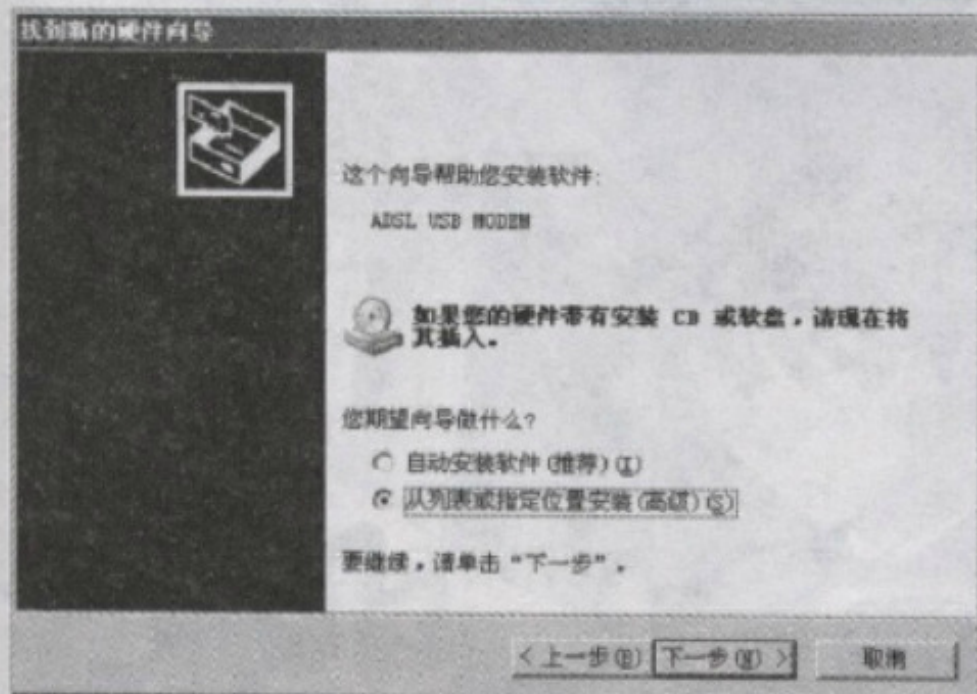 找到新的硬件向导
这个向导帮助您安装软件:
ADSL USB MODEM
如果您的硬件带有安装 CD 或软盘，请现在将
其插入。
您期望向导做什么?
自动安装软件(推荐)(I)
从列表或指定位置安装(高级)(S)
要继续，请单击“下一步”。
< 上一步(B)
下一步(N) >
取消